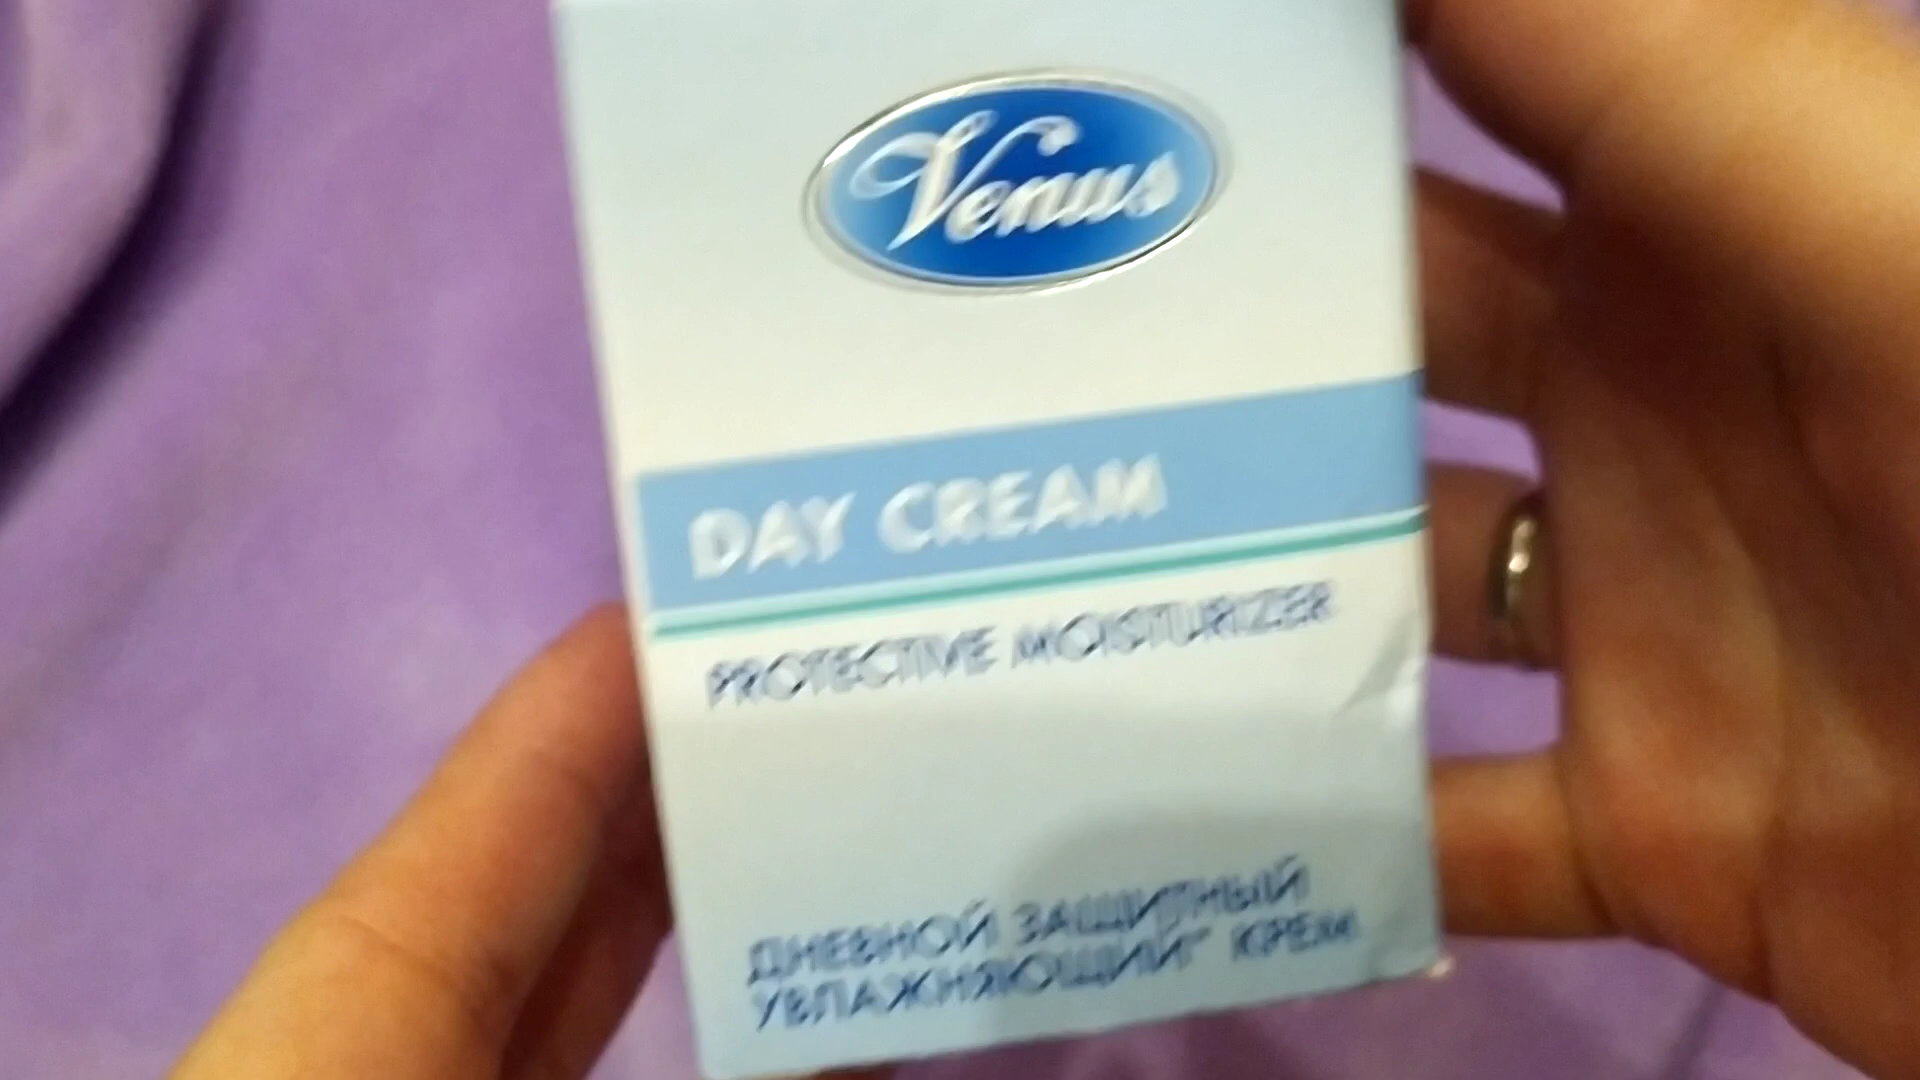 Venus
DAY CREAM
PROTECTIVE MOISTURIZER
ДНЕВНОЙ ЗАЩИТНЫЙ
УВЛАЖНЯЮЩИЙ" КРЕМ